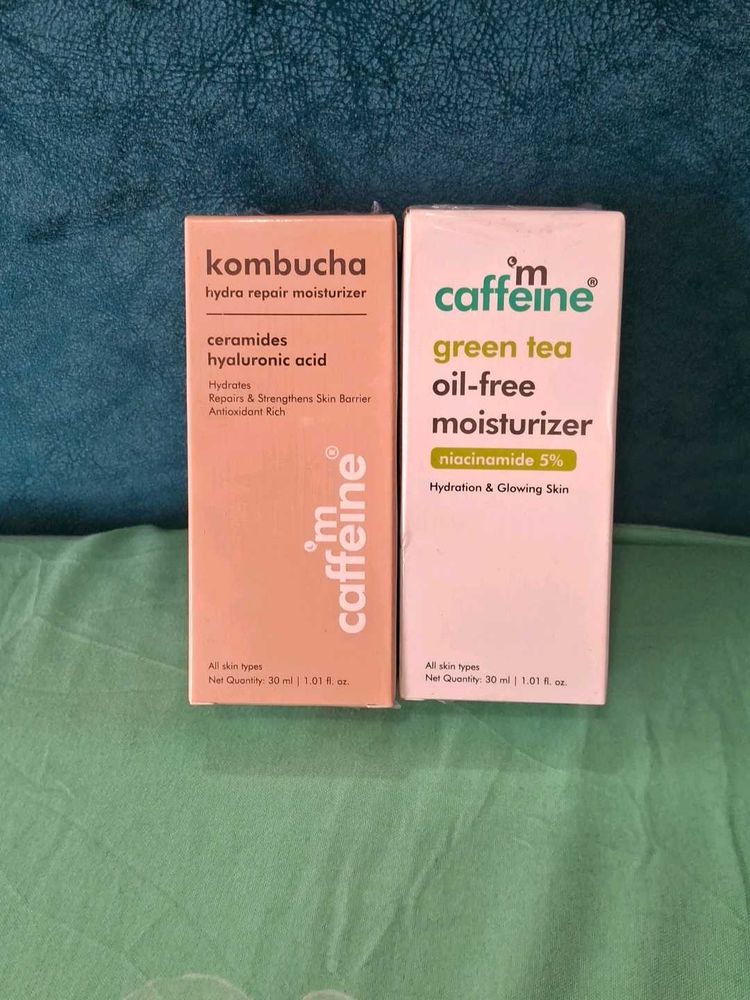 kombucha
hydra repair moisturizer
ceramides
hyaluronic acid
Hydrates
Repairs & Strengthens Skin Barrier
Antioxidant Rich
'm
caffeine®
All skin types
Net Quantity: 30 ml | 1.01 fl. oz.
'm
caffeine®
green tea
oil-free
moisturizer
niacinamide 5%
Hydration & Glowing Skin
All skin types
Net Quantity: 30 ml | 1.01 fl. oz.